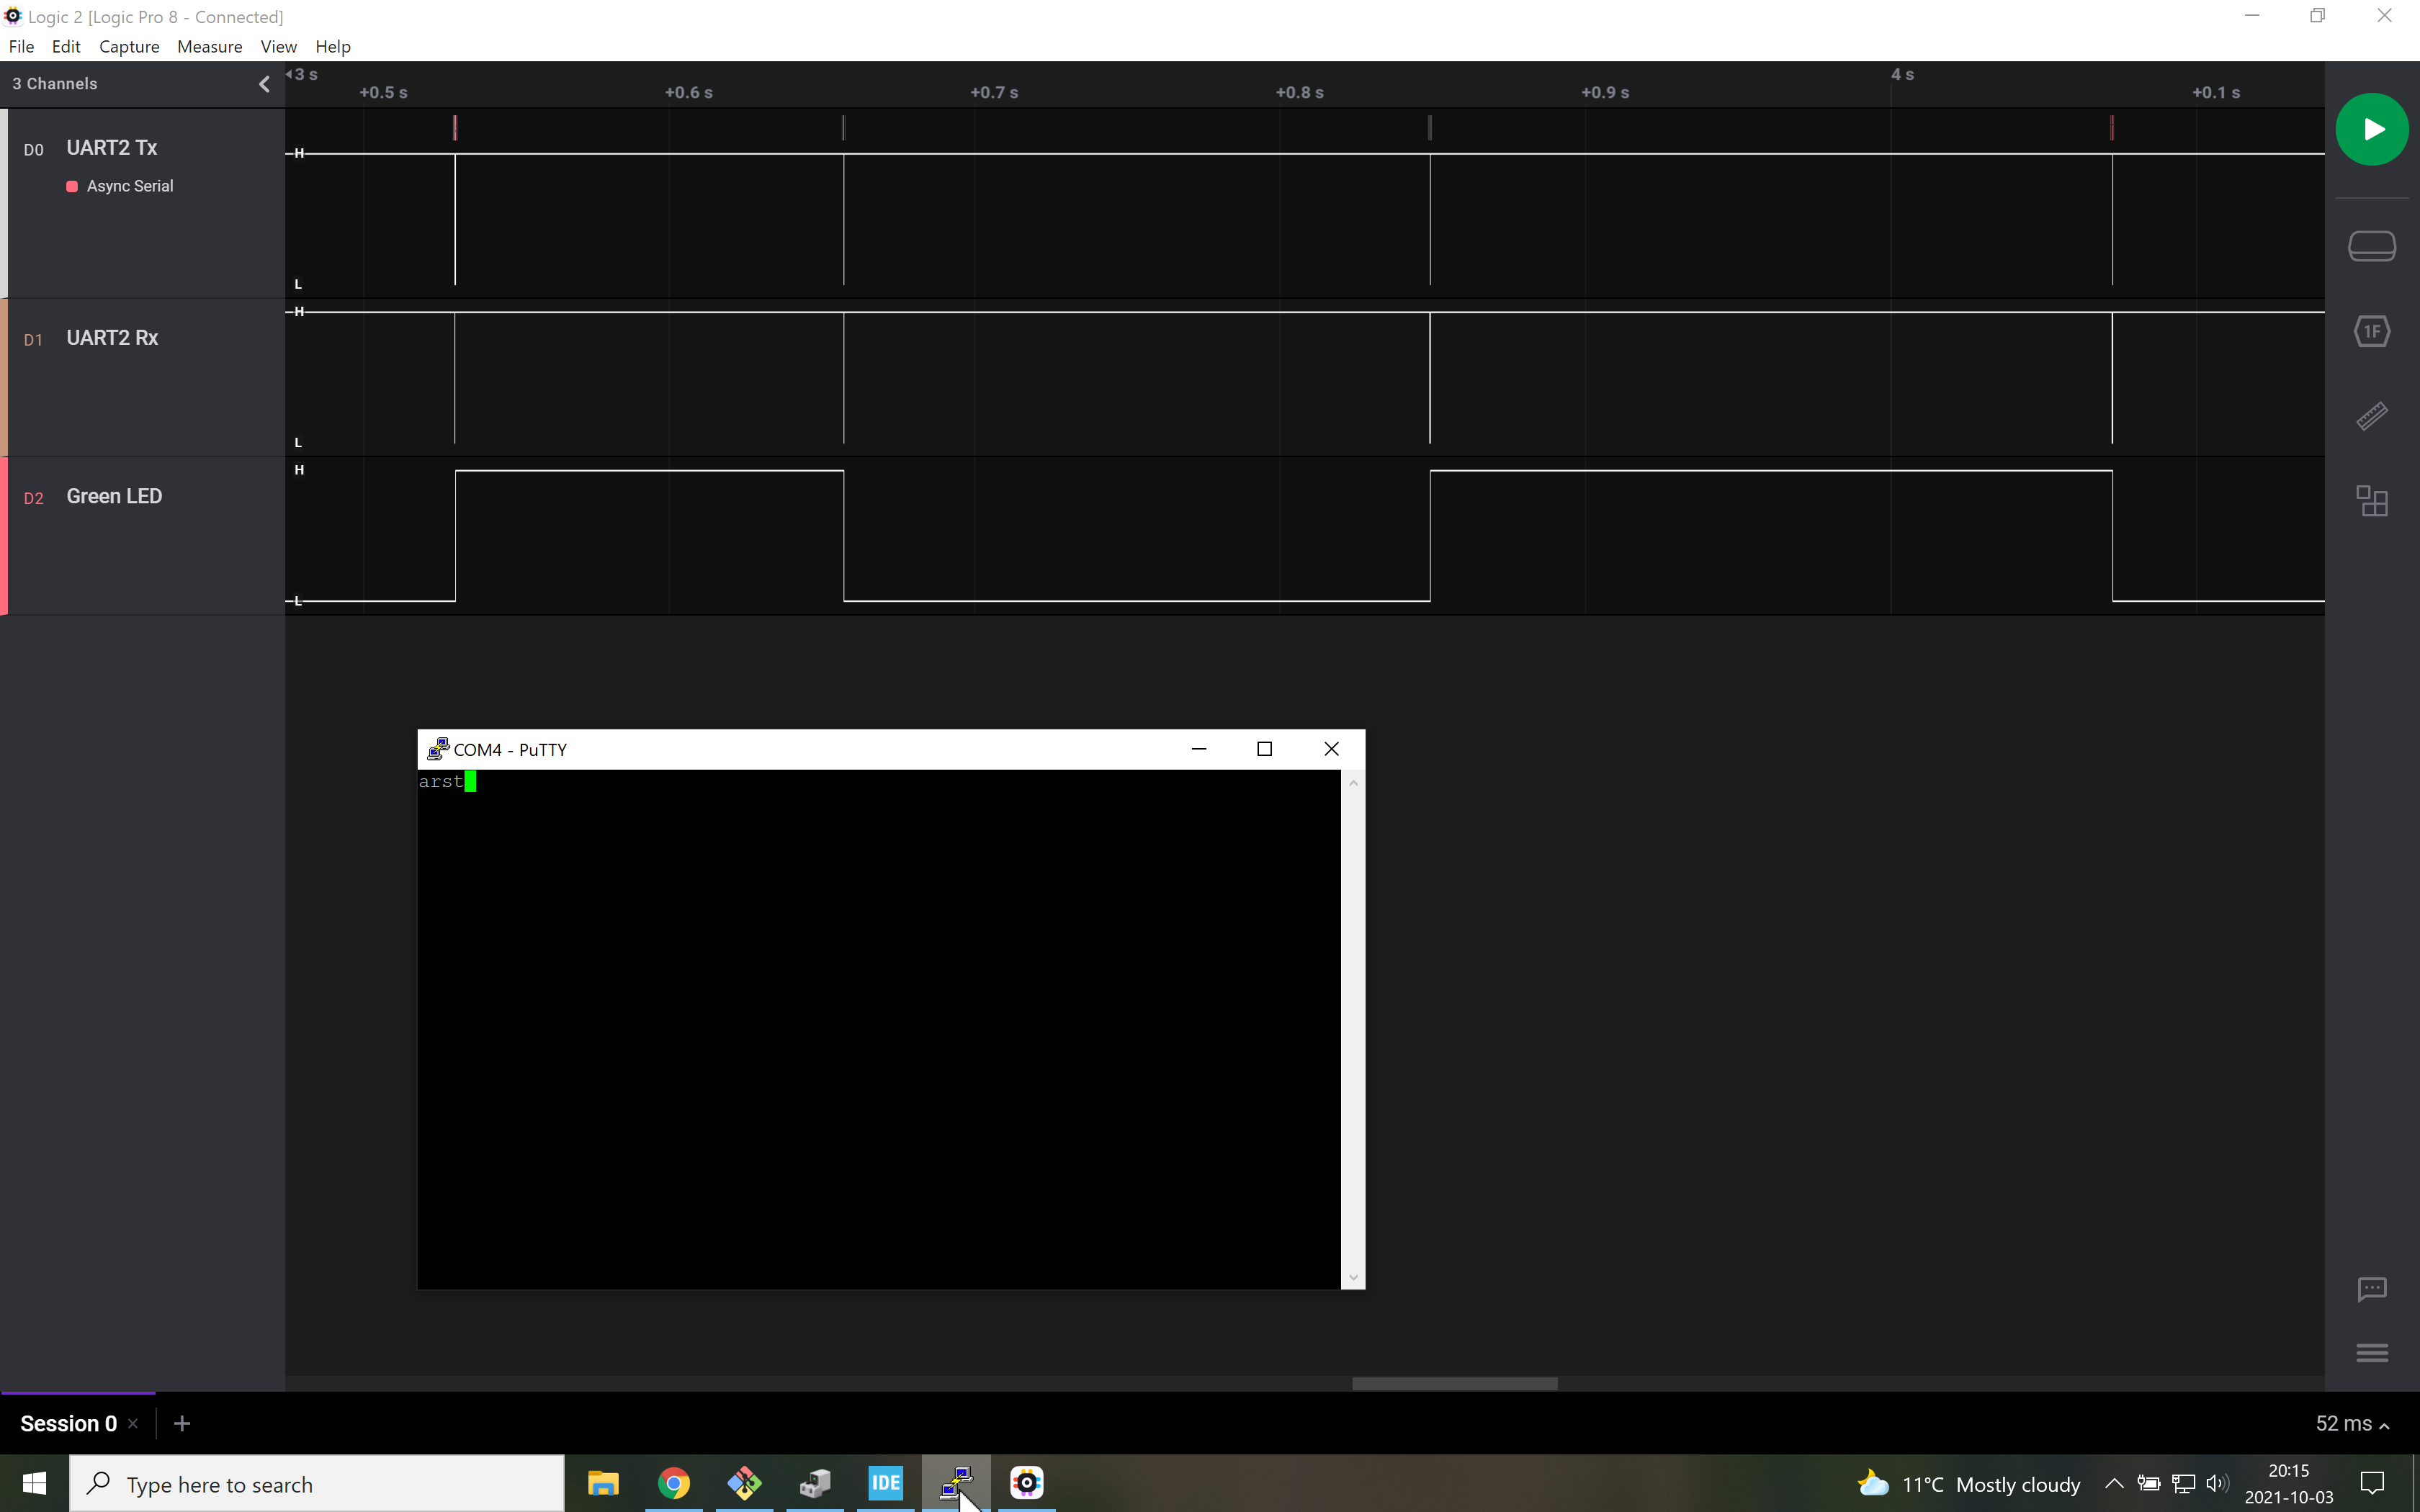 Logic 2 [Logic Pro 8 - Connected]
File Edit Capture Measure View Help
3 Channels
3 s
4 s
+0.5 s +0.6 s +0.7 s +0.8 s +0.9 s +0.1 s
D0 UART2 Tx
Async Serial
H
L
D1 UART2 Rx
H
L
D2 Green LED
H
L
1F
COM4 - PuTTY
arst
Session 0
52 ms
Type here to search
IDE
11°C Mostly cloudy
20:15
2021-10-03